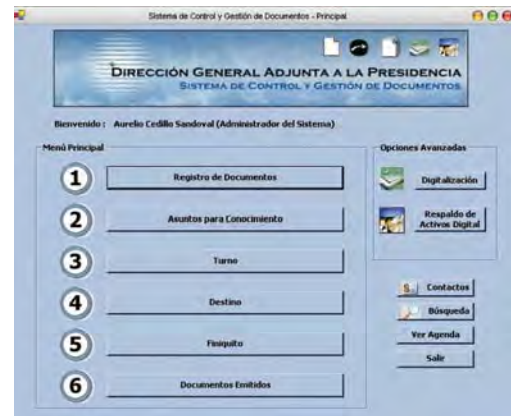 Sistema de Control y Gestión de Documentos - Principal
DIRECCIÓN GENERAL ADJUNTA A LA PRESIDENCIA
SISTEMA DE CONTROL Y GESTIÓN DE DOCUMENTOS
Bienvenido : Aurelio Cedillo Sandoval (Administrador del Sistema)
Menú Principal
1 Registro de Documentos
2 Asuntos para Conocimiento
3 Turno
4 Destino
5 Finiquito
6 Documentos Emitidos
Opciones Avanzadas
Digitalización
Respaldo de
Activos Digital
Contactos
Búsqueda
Ver Agenda
Salir